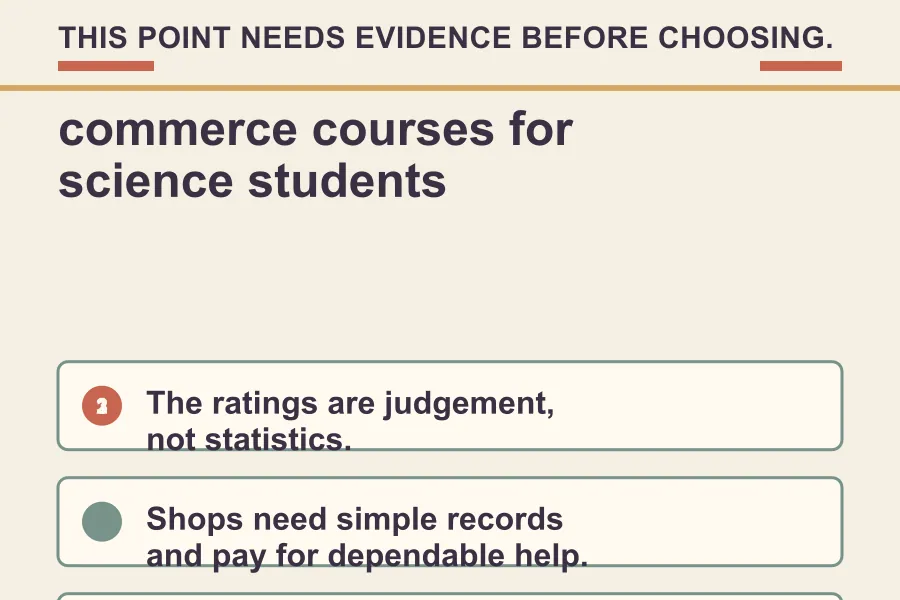 THIS POINT NEEDS EVIDENCE BEFORE CHOOSING.
commerce courses for
science students
The ratings are judgement,
not statistics.
Shops need simple records
and pay for dependable help.